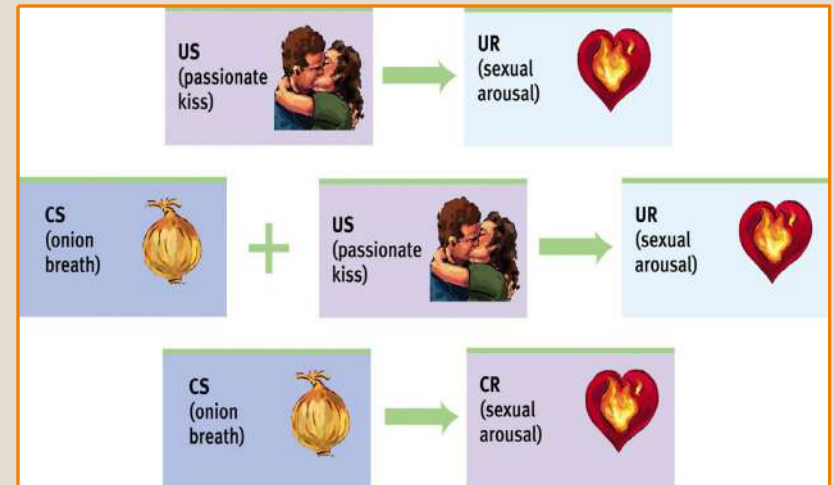 US
(passionate
kiss)
UR
(sexual
arousal)
CS
(onion
breath)
+
US
(passionate
kiss)
UR
(sexual
arousal)
CS
(onion
breath)
CR
(sexual
arousal)